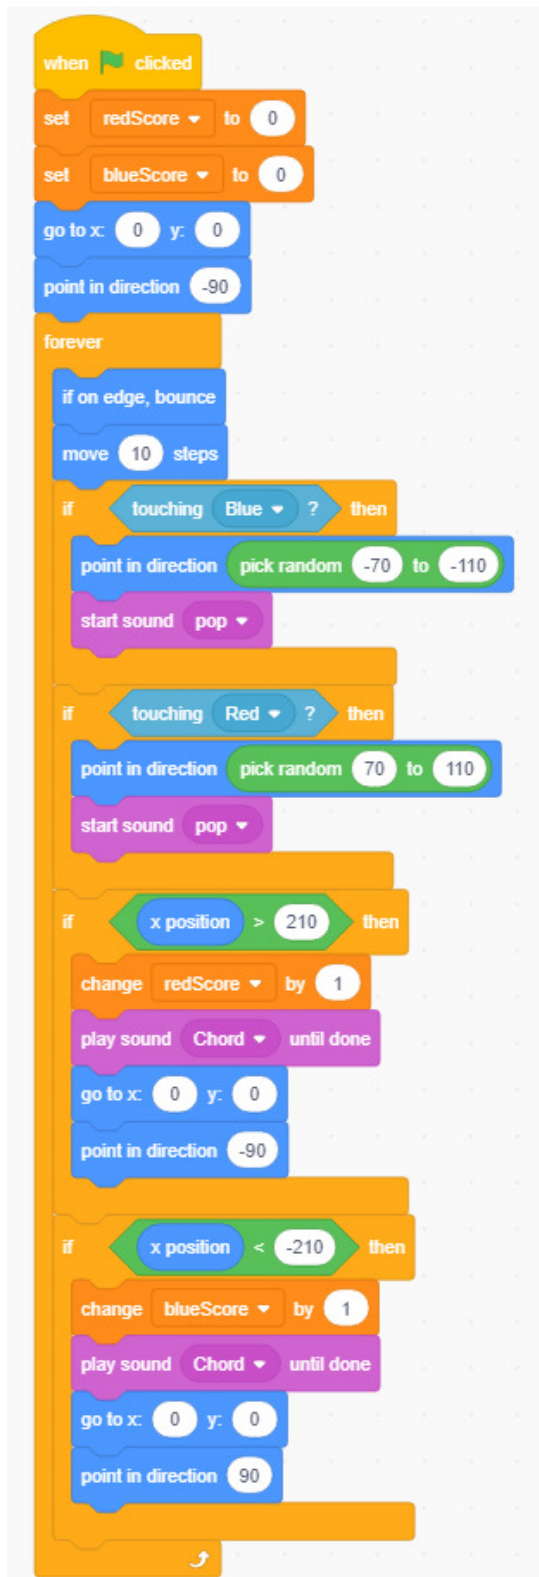 when clicked
set redScore to 0
set blueScore to 0
go to x: 0 y: 0
point in direction -90
forever
if on edge, bounce
move 10 steps
if touching Blue ? then
point in direction pick random -70 to -110
start sound pop
if touching Red ? then
point in direction pick random 70 to 110
start sound pop
if x position > 210 then
change redScore by 1
play sound Chord until done
go to x: 0 y: 0
point in direction -90
if x position < -210 then
change blueScore by 1
play sound Chord until done
go to x: 0 y: 0
point in direction 90